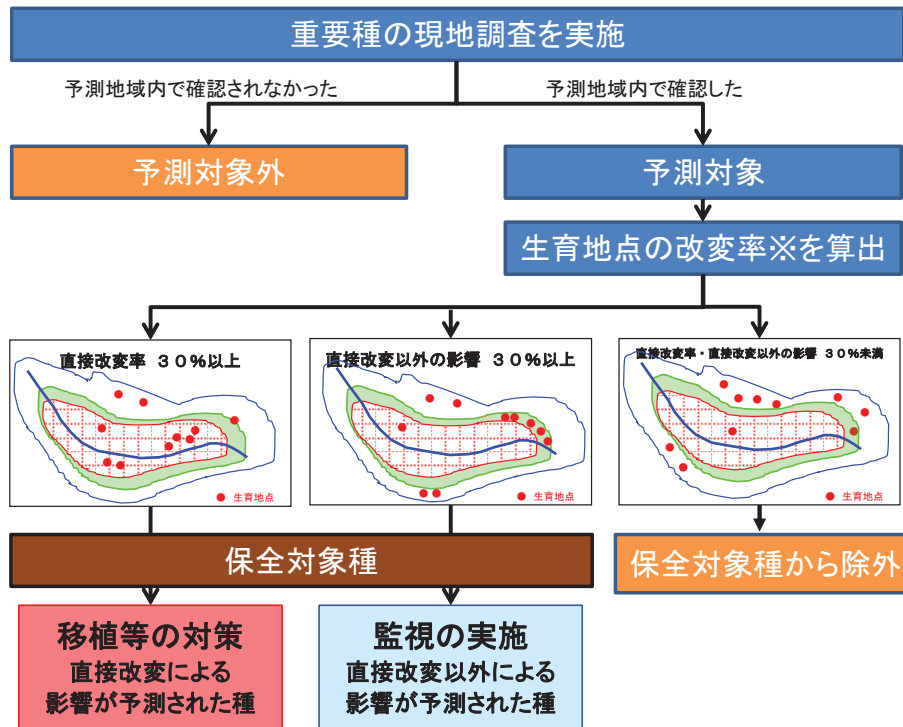 重要種の現地調査を実施
予測地域内で確認されなかった
予測地域内で確認した
予測対象外
予測対象
生育地点の改変率※を算出
直接改変率 30%以上
生育地点
直接改変以外の影響 30%以上
生育地点
直接改変率・直接改変以外の影響 30%未満
生育地点
保全対象種
保全対象種から除外
移植等の対策
直接改変による
影響が予測された種
監視の実施
直接改変以外による
影響が予測された種